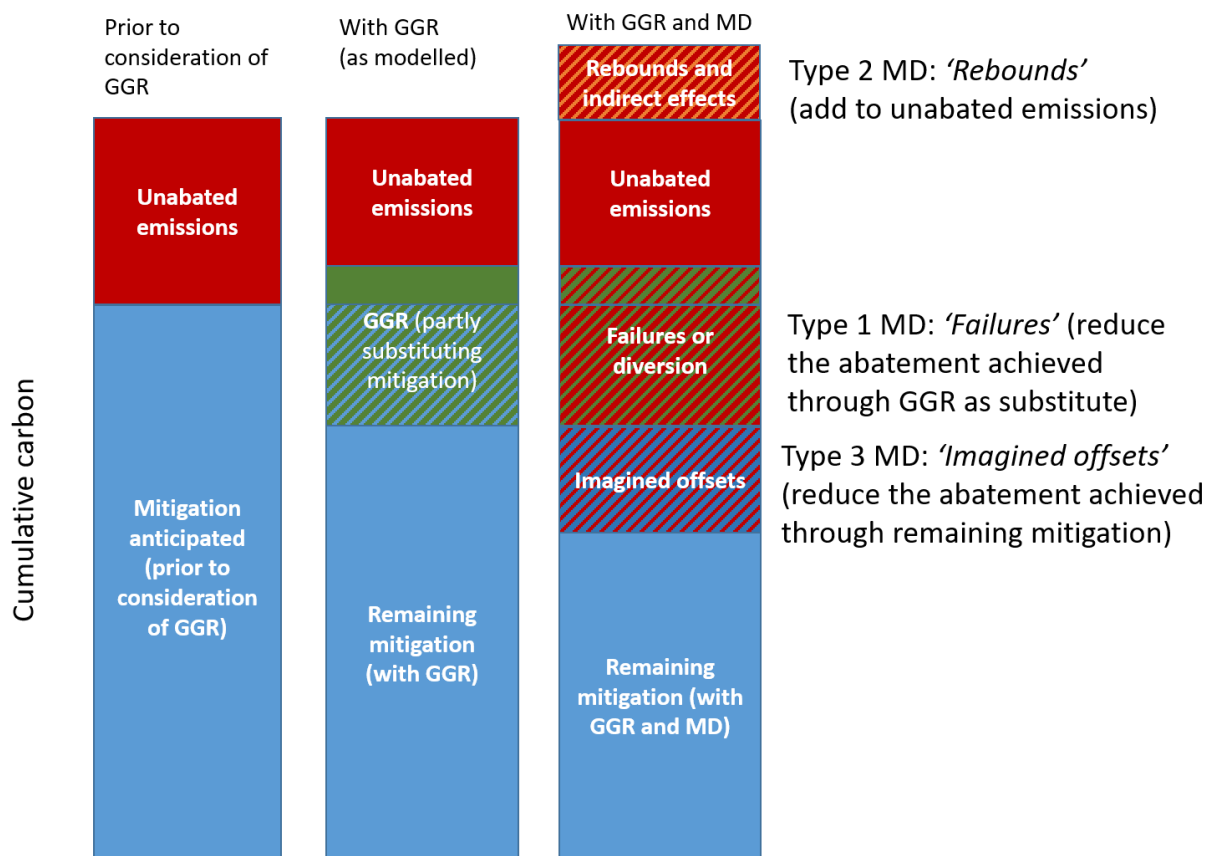 Prior to
consideration of
GGR
With GGR
(as modelled)
With GGR and MD
Cumulative carbon
Unabated
emissions
Mitigation
anticipated
(prior to
consideration
of GGR)
Unabated
emissions
GGR (partly
substituting
mitigation)
Remaining
mitigation
(with GGR)
Rebounds and
indirect effects
Unabated
emissions
Failures or
diversion
Imagined offsets
Remaining
mitigation (with
GGR and MD)
Type 2 MD: ‘Rebounds’
(add to unabated emissions)
Type 1 MD: ‘Failures’ (reduce
the abatement achieved
through GGR as substitute)
Type 3 MD: ‘Imagined offsets’
(reduce the abatement achieved
through remaining mitigation)